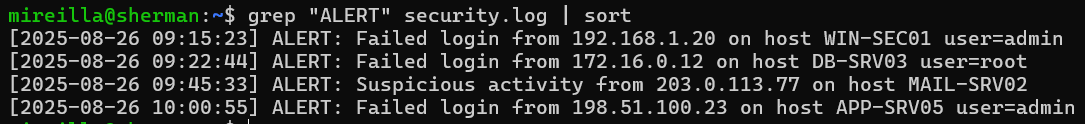 mireilla@sherman:~$ grep "ALERT" security.log | sort
[2025-08-26 09:15:23] ALERT: Failed login from 192.168.1.20 on host WIN-SEC01 user=admin
[2025-08-26 09:22:44] ALERT: Failed login from 172.16.0.12 on host DB-SRV03 user=root
[2025-08-26 09:45:33] ALERT: Suspicious activity from 203.0.113.77 on host MAIL-SRV02
[2025-08-26 10:00:55] ALERT: Failed login from 198.51.100.23 on host APP-SRV05 user=admin